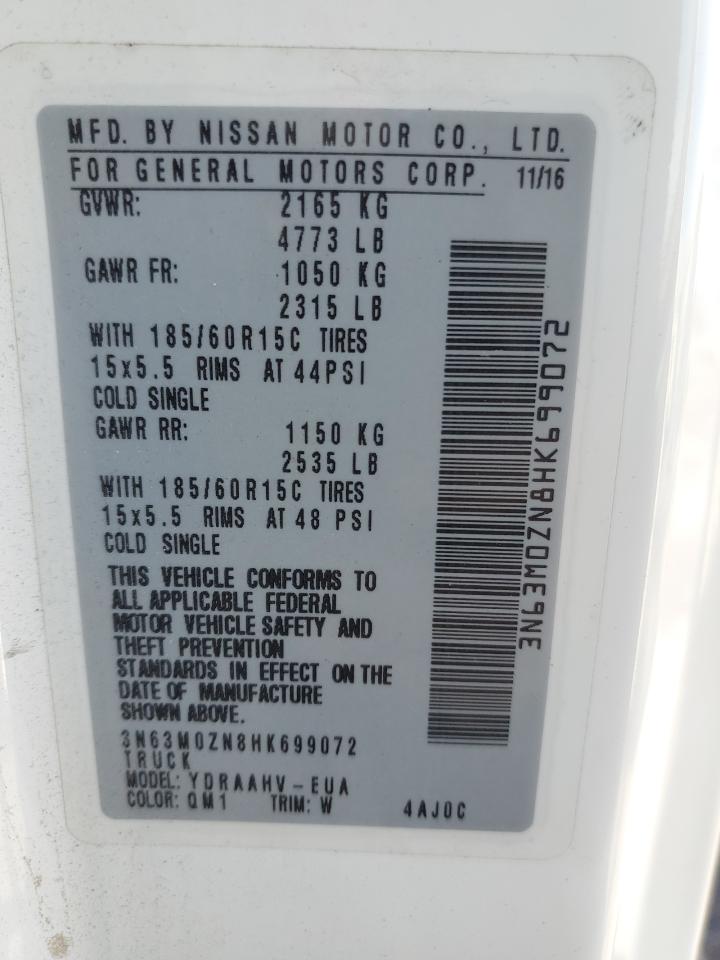 MFD. BY NISSAN MOTOR CO., LTD.
FOR GENERAL MOTORS CORP. 11/16
GVWR: 2165 KG
4773 LB
GAWR FR: 1050 KG
2315 LB
WITH 185/60R15C TIRES
15x5.5 RIMS AT 44PSI
COLD SINGLE
GAWR RR: 1150 KG
2535 LB
WITH 185/60R15C TIRES
15x5.5 RIMS AT 48 PSI
COLD SINGLE
THIS VEHICLE CONFORMS TO
ALL APPLICABLE FEDERAL
MOTOR VEHICLE SAFETY AND
THEFT PREVENTION
STANDARDS IN EFFECT ON THE
DATE OF MANUFACTURE
SHOWN ABOVE.
3N63M0ZN8HK699072
TRUCK
MODEL: YDRAAHV-EUA
COLOR: QM1 TRIM: W 4AJ0C
3N63M0ZN8HK699072